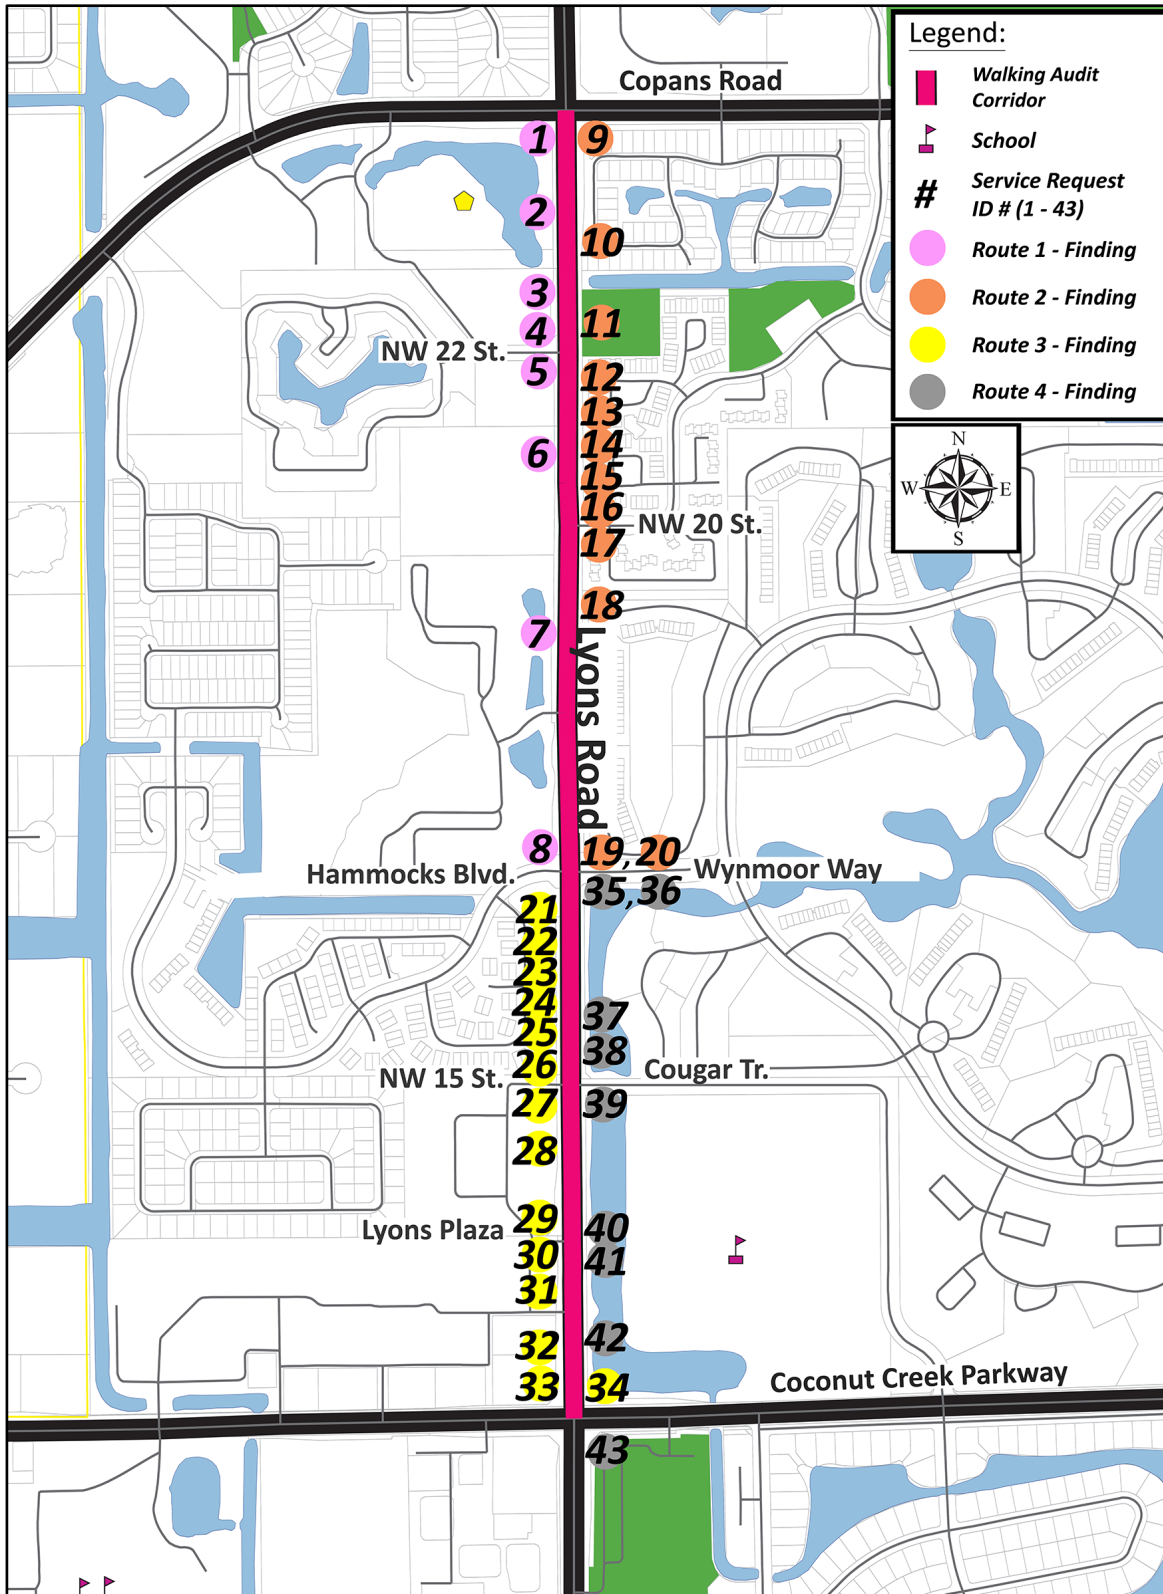 Legend:
Walking Audit
Corridor
School
#
Service Request
ID # (1 - 43)
Route 1 - Finding
Route 2 - Finding
Route 3 - Finding
Route 4 - Finding
N
W E
S
Copans Road
1 9
2
10
3
4 11
NW 22 St.
5 12
13
6 14
15
16
NW 20 St.
17
18
7
Lyons Road
8 19, 20
Hammocks Blvd. Wynmoor Way
35, 36
21
22
23
24
37
25
38
26
NW 15 St. Cougar Tr.
27 39
28
29
Lyons Plaza 40
30
41
31
42
32
Coconut Creek Parkway
33 34
43